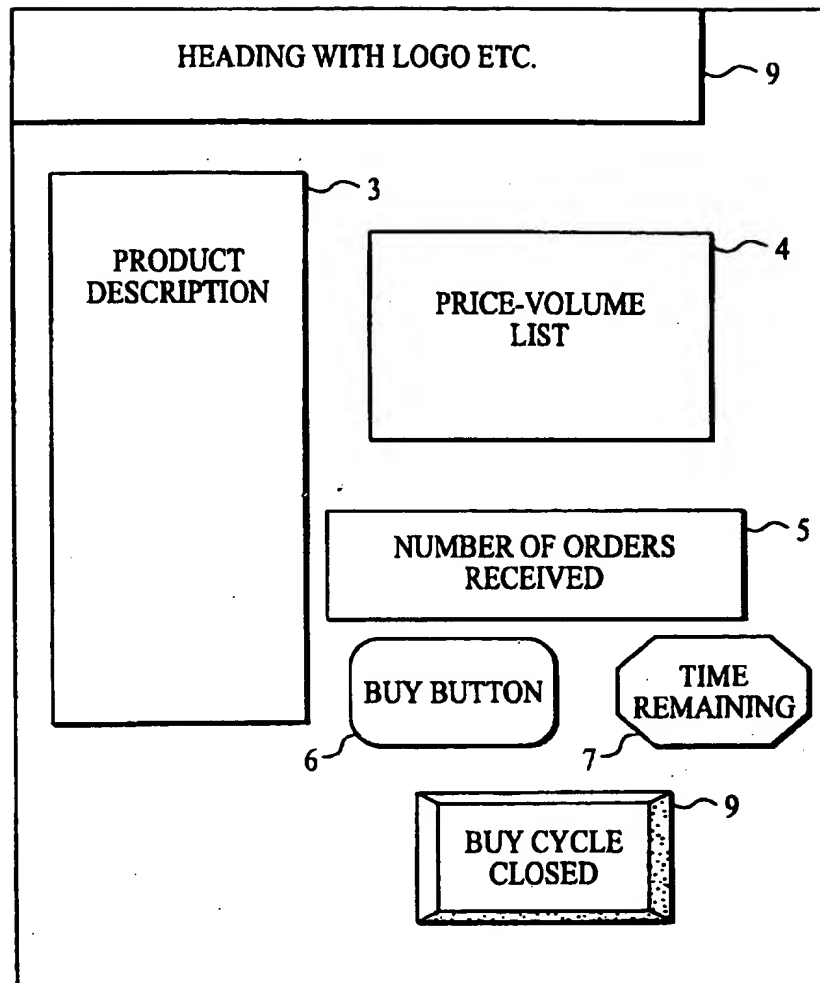 HEADING WITH LOGO ETC.
9
3
PRODUCT
DESCRIPTION
4
PRICE-VOLUME
LIST
5
NUMBER OF ORDERS
RECEIVED
BUY BUTTON
6
TIME
REMAINING
7
9
BUY CYCLE
CLOSED